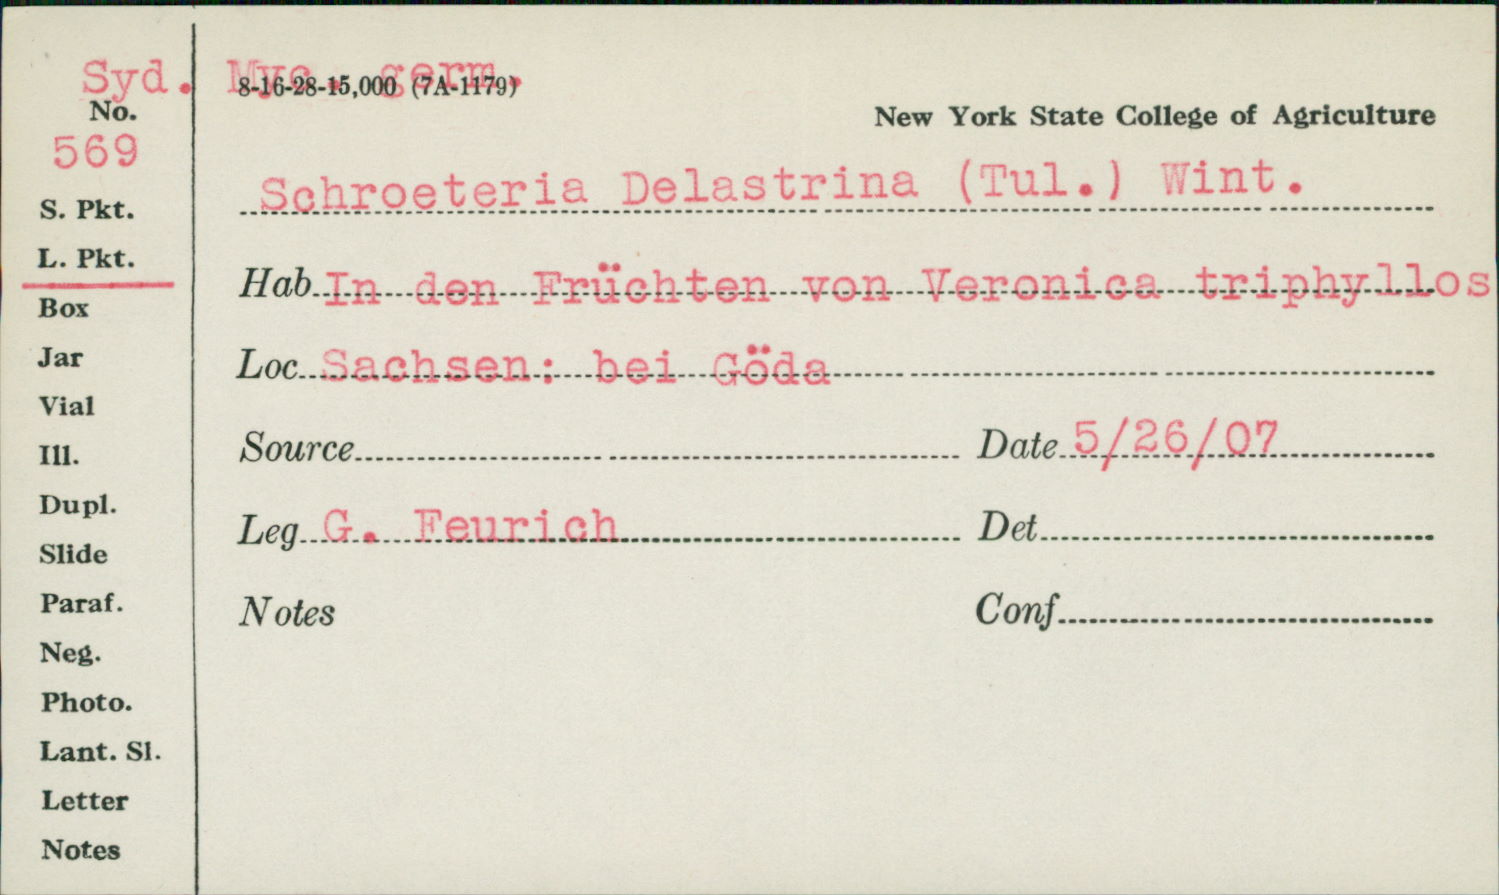 Syd. Myc. germ.
8-16-28-15,000 (7A-1179)
No.
569
New York State College of Agriculture
Schroeteria Delastrina (Tul.) Wint.
S. Pkt.
L. Pkt.
Hab. In den Früchten von Veronica triphyllos
Box
Jar
Loc. Sachsen: bei Göda
Vial
Ill.
Source
Date 5/26/07
Dupl.
Slide
Leg. G. Feurich
Det
Paraf.
Notes
Conf
Neg.
Photo.
Lant. Sl.
Letter
Notes